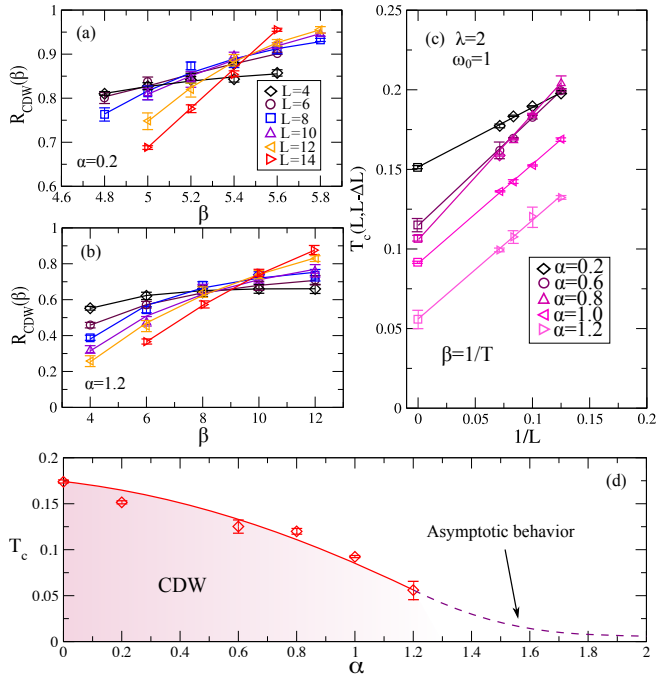 (a)
R_CDW(β)
1
0.9
0.8
0.7
0.6
α=0.2
L=4
L=6
L=8
L=10
L=12
L=14
4.6 4.8 5 5.2 5.4 5.6 5.8 6
β
(b)
R_CDW(β)
1
0.8
0.6
0.4
0.2
0
α=1.2
4 6 8 10 12
β
(c)
λ=2
ω₀=1
T_c(L,L-ΔL)
0.25
0.2
0.15
0.1
0.05
0
α=0.2
α=0.6
α=0.8
α=1.0
α=1.2
β=1/T
0 0.05 0.1 0.15 0.2
1/L
(d)
T_c
0.2
0.15
0.1
0.05
0
Asymptotic behavior
CDW
0 0.2 0.4 0.6 0.8 1 1.2 1.4 1.6 1.8 2
α